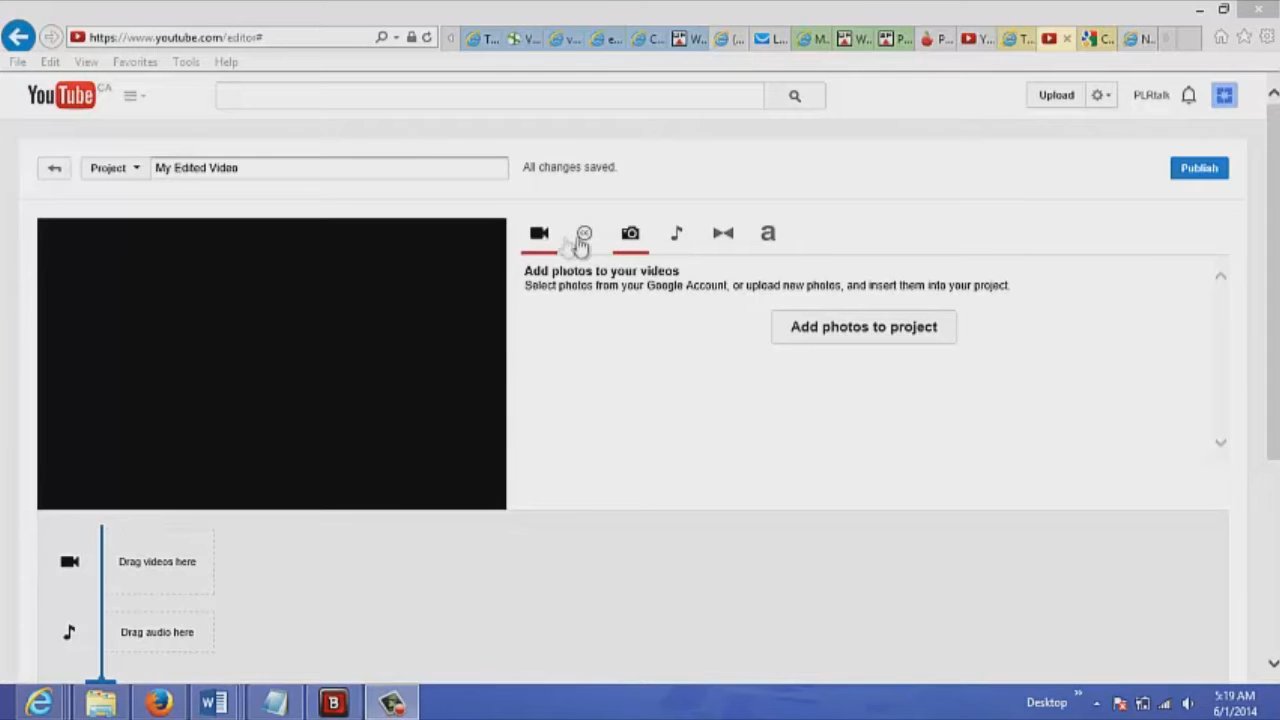 https://www.youtube.com/editor#
T...
V...
v...
e...
C...
W...
(...
L...
M...
W...
P...
P...
Y...
T...
C...
N...
File Edit View Favorites Tools Help
YouTube CA
Upload
PLRtalk
Project
My Edited Video
All changes saved.
Publish
cc
a
Add photos to your videos
Select photos from your Google Account, or upload new photos, and insert them into your project.
Add photos to project
Drag videos here
Drag audio here
Desktop
5:19 AM
6/1/2014